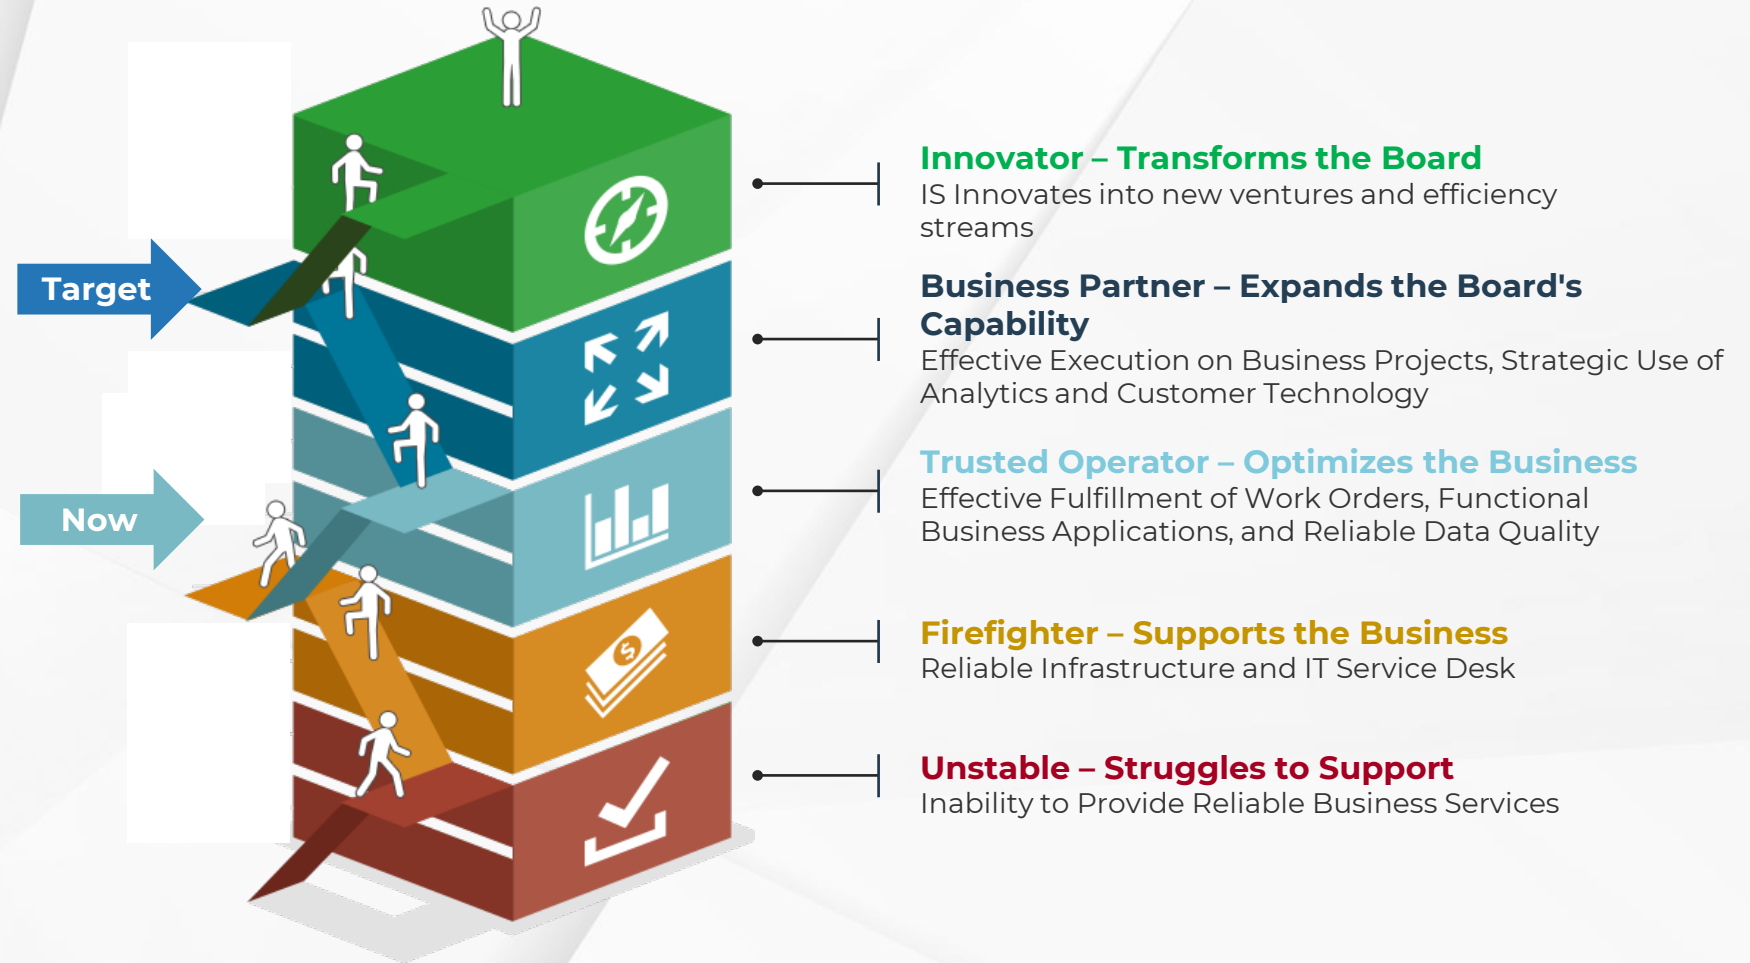 Innovator – Transforms the Board
IS Innovates into new ventures and efficiency
streams
Target
Business Partner – Expands the Board's
Capability
Effective Execution on Business Projects, Strategic Use of
Analytics and Customer Technology
Trusted Operator – Optimizes the Business
Effective Fulfillment of Work Orders, Functional
Business Applications, and Reliable Data Quality
Now
Firefighter – Supports the Business
Reliable Infrastructure and IT Service Desk
$
Unstable – Struggles to Support
Inability to Provide Reliable Business Services